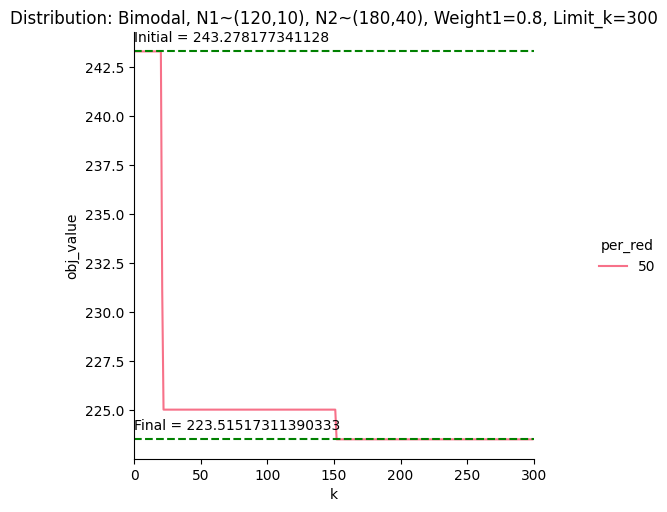 Distribution: Bimodal, N1~(120,10), N2~(180,40), Weight1=0.8, Limit_k=300
Initial = 243.278177341128
242.5
240.0
237.5
235.0
232.5
230.0
227.5
225.0
obj_value
Final = 223.51517311390333
0 50 100 150 200 250 300
k
per_red
50